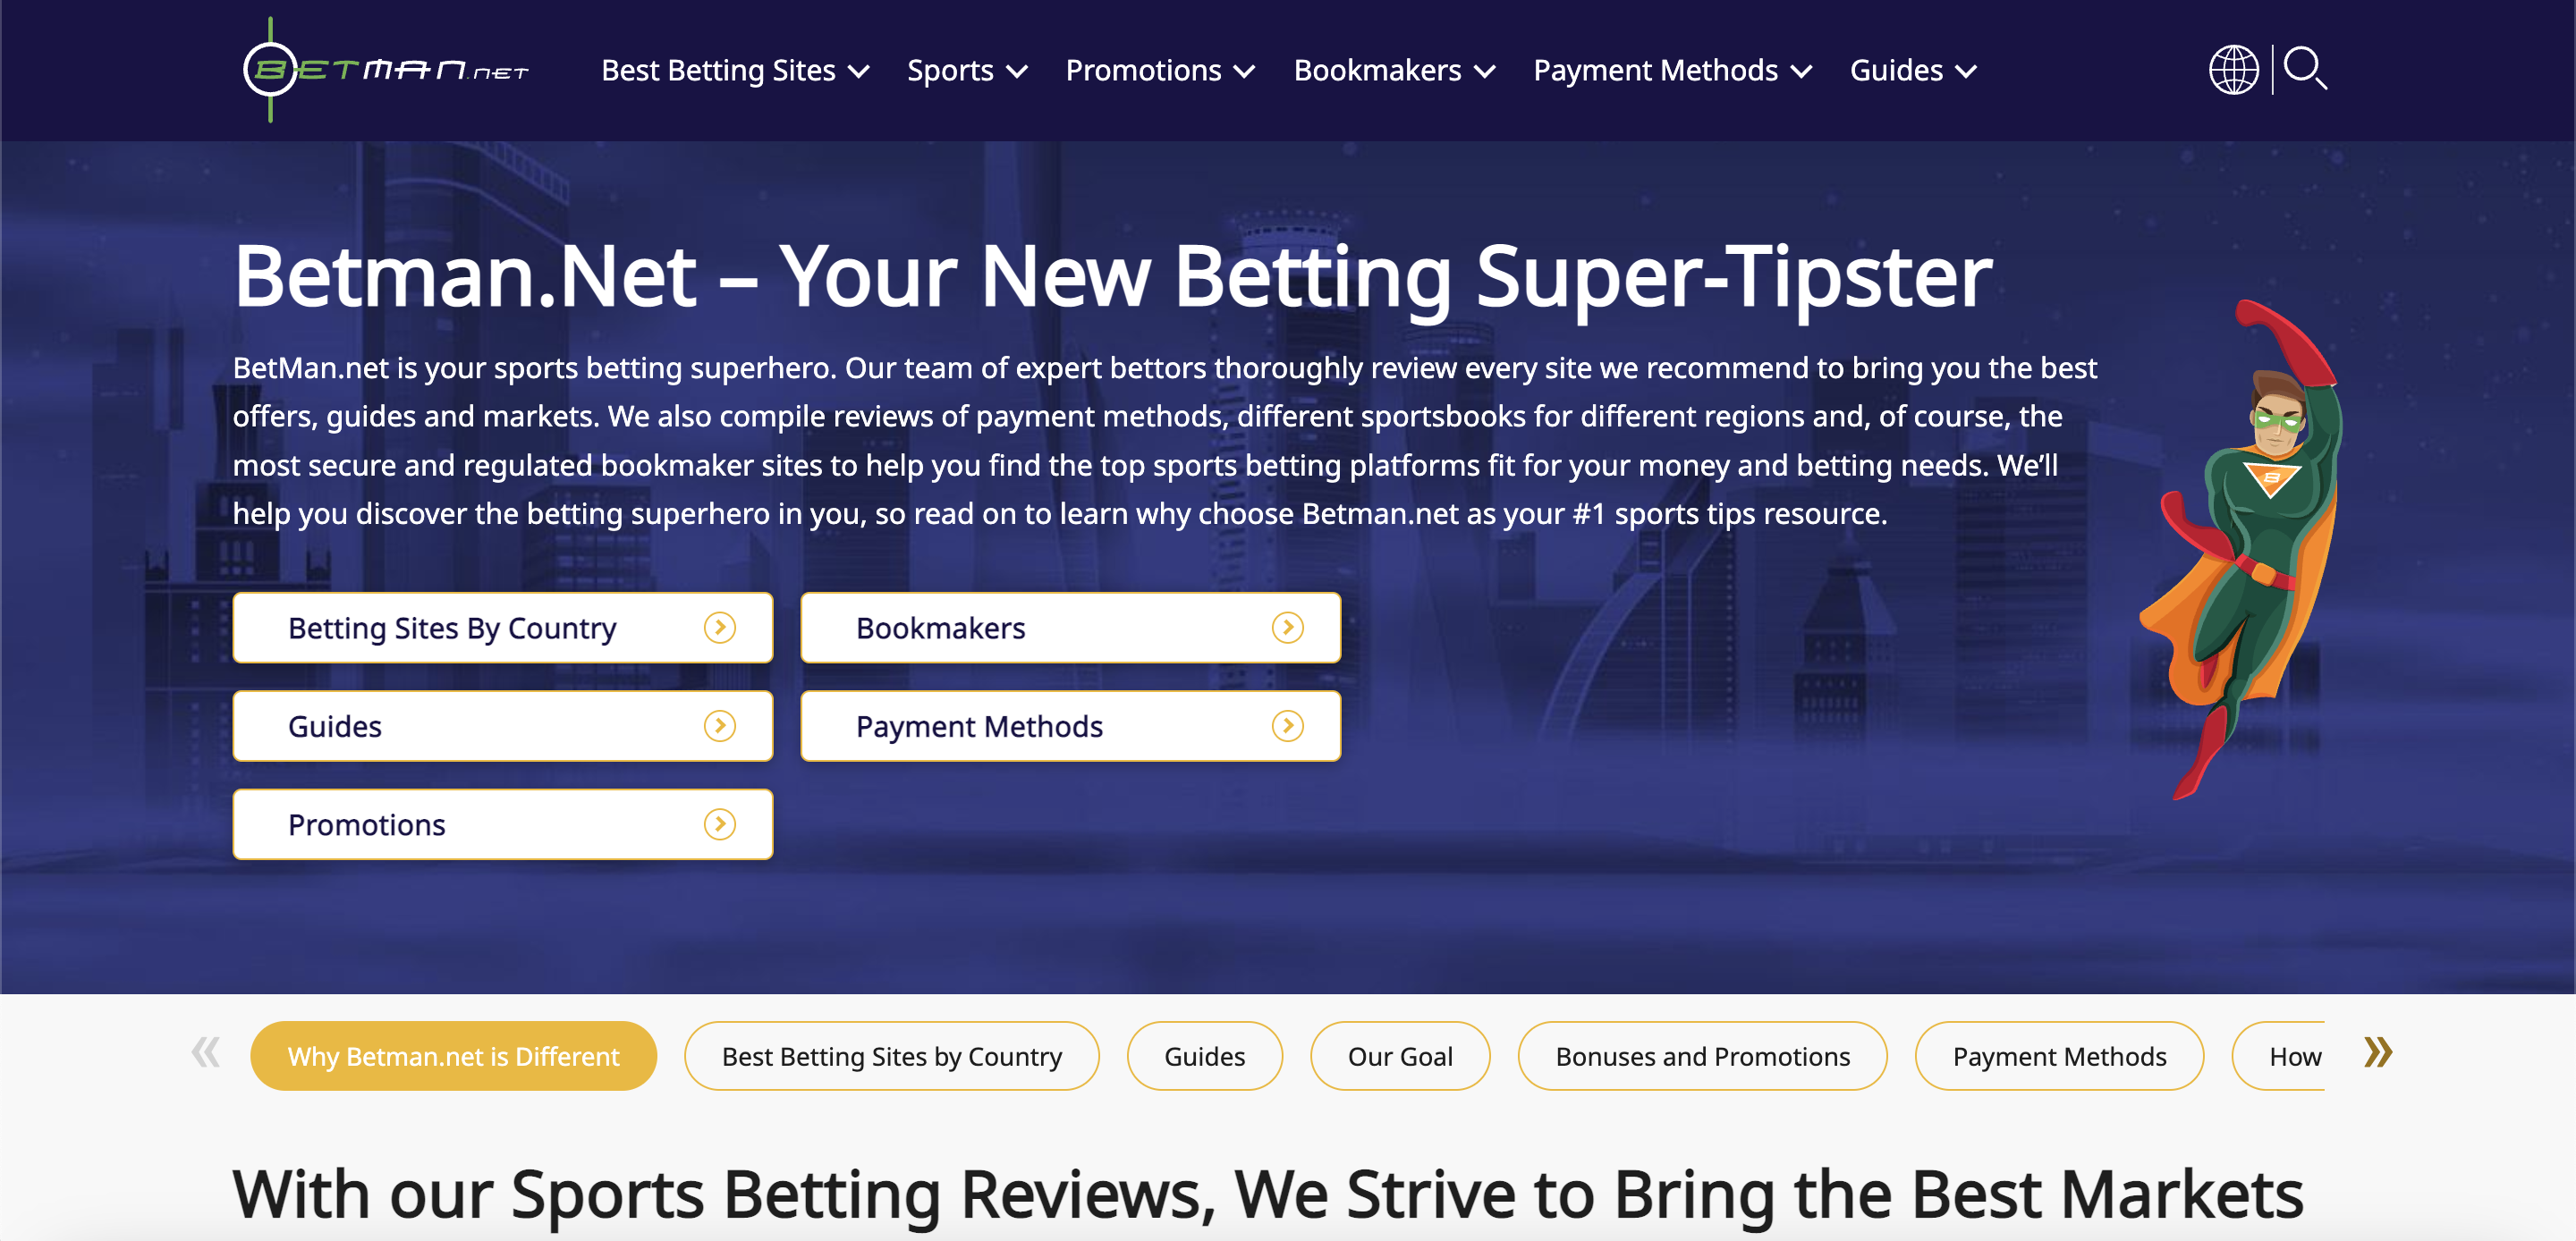 BETMAN.NET
Best Betting Sites
Sports
Promotions
Bookmakers
Payment Methods
Guides
Betman.Net – Your New Betting Super-Tipster
BetMan.net is your sports betting superhero. Our team of expert bettors thoroughly review every site we recommend to bring you the best
offers, guides and markets. We also compile reviews of payment methods, different sportsbooks for different regions and, of course, the
most secure and regulated bookmaker sites to help you find the top sports betting platforms fit for your money and betting needs. We’ll
help you discover the betting superhero in you, so read on to learn why choose Betman.net as your #1 sports tips resource.
B
Betting Sites By Country
Bookmakers
Guides
Payment Methods
Promotions
Why Betman.net is Different
Best Betting Sites by Country
Guides
Our Goal
Bonuses and Promotions
Payment Methods
How
With our Sports Betting Reviews, We Strive to Bring the Best Markets